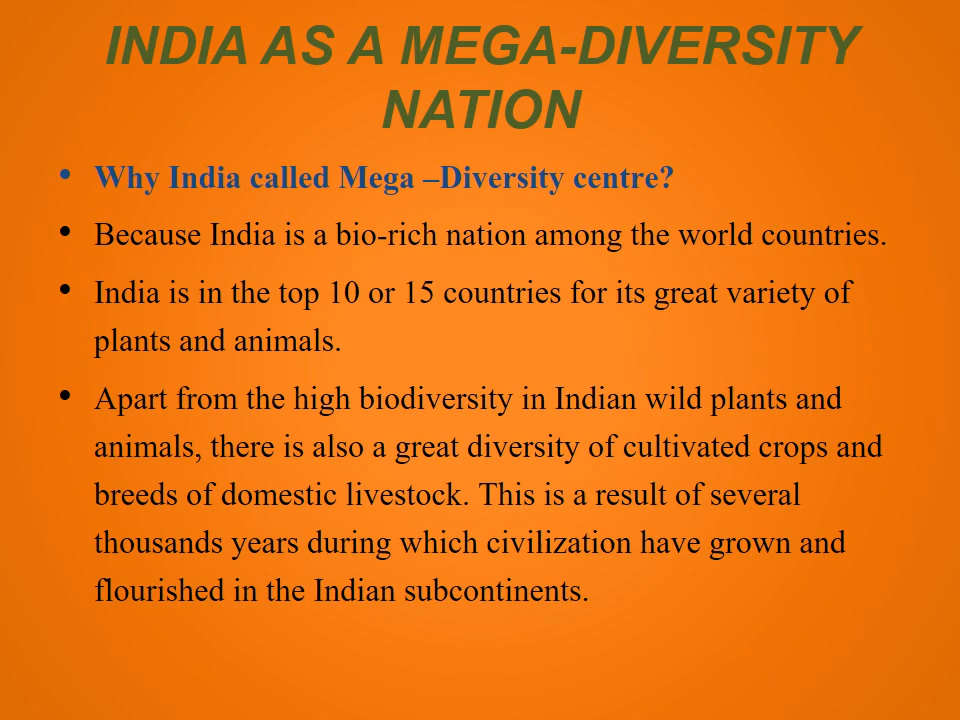 INDIA AS A MEGA-DIVERSITY
NATION
• Why India called Mega –Diversity centre?
• Because India is a bio-rich nation among the world countries.
• India is in the top 10 or 15 countries for its great variety of
plants and animals.
• Apart from the high biodiversity in Indian wild plants and
animals, there is also a great diversity of cultivated crops and
breeds of domestic livestock. This is a result of several
thousands years during which civilization have grown and
flourished in the Indian subcontinents.